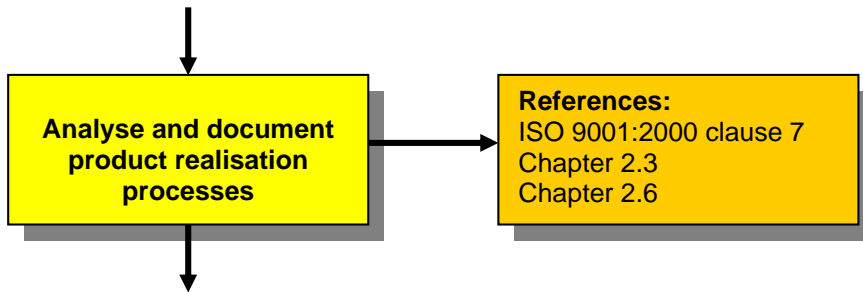 Analyse and document
product realisation
processes
References:
ISO 9001:2000 clause 7
Chapter 2.3
Chapter 2.6